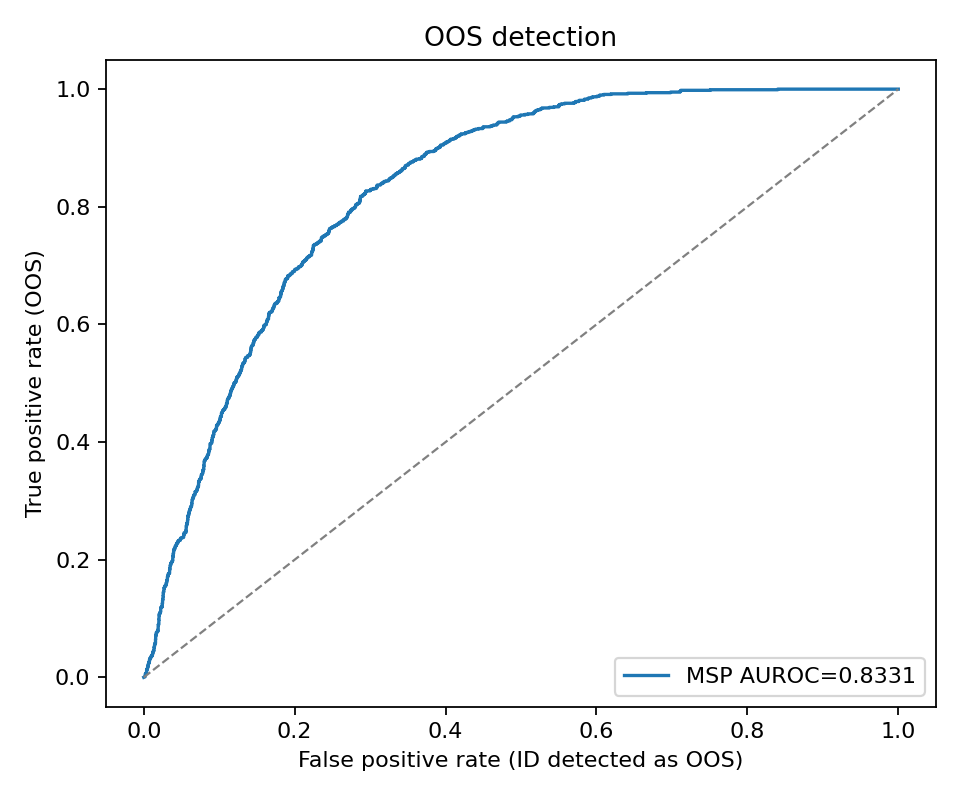 OOS detection
1.0
0.8
0.6
0.4
0.2
0.0
True positive rate (OOS)
MSP AUROC=0.8331
0.0 0.2 0.4 0.6 0.8 1.0
False positive rate (ID detected as OOS)